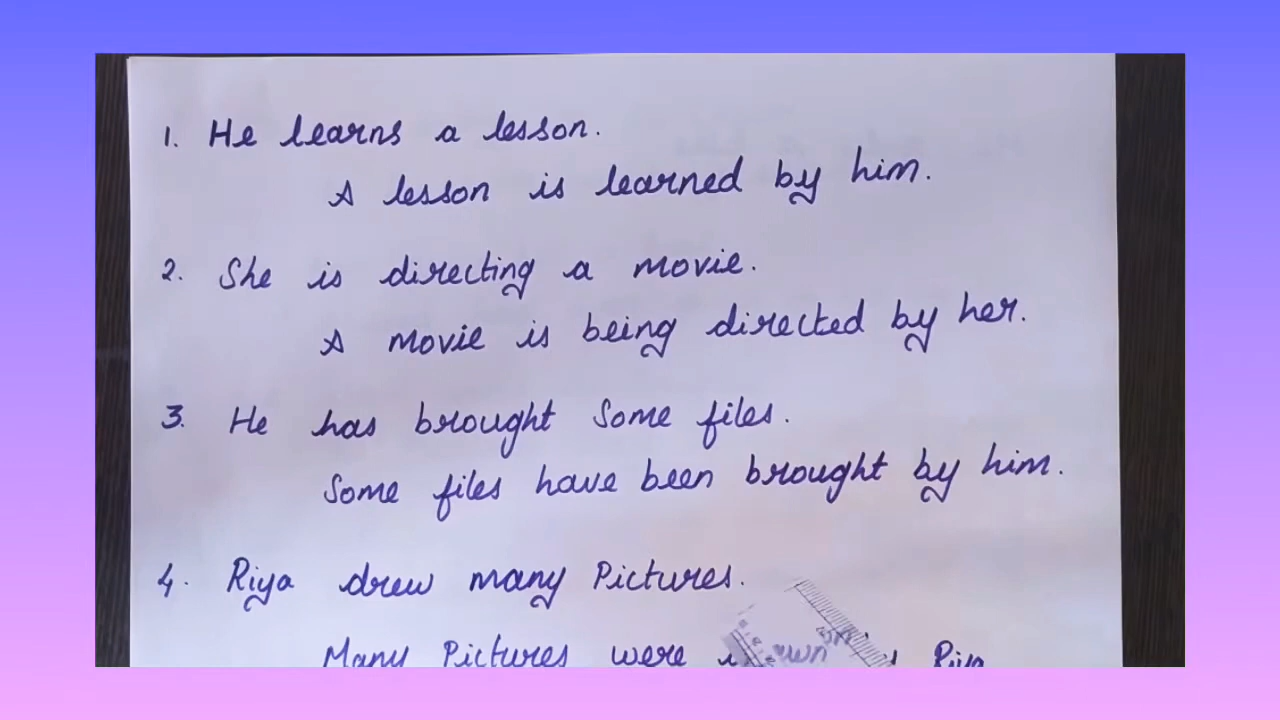 1. He learns a lesson.
A lesson is learned by him.
2. She is directing a movie.
A movie is being directed by her.
3. He has brought Some files.
Some files have been brought by him.
4. Riya drew many Pictures.
Many Pictures were Riya